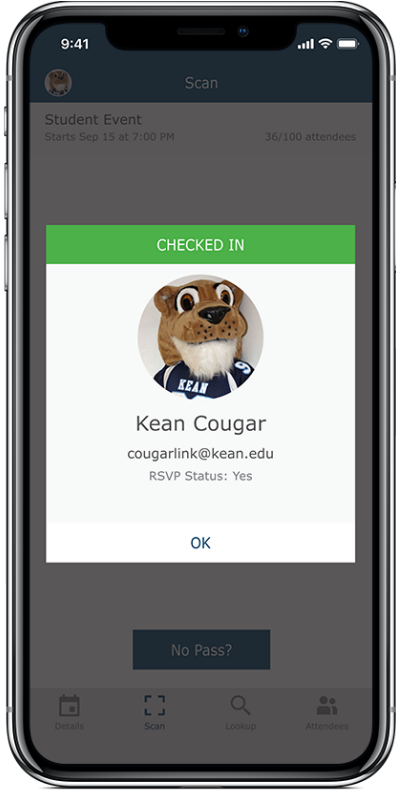 9:41
Scan
Student Event
Starts Sep 15 at 7:00 PM
36/100 attendees
CHECKED IN
KEAN
9
Kean Cougar
cougarlink@kean.edu
RSVP Status: Yes
OK
No Pass?
Details
Scan
Lookup
Attendees